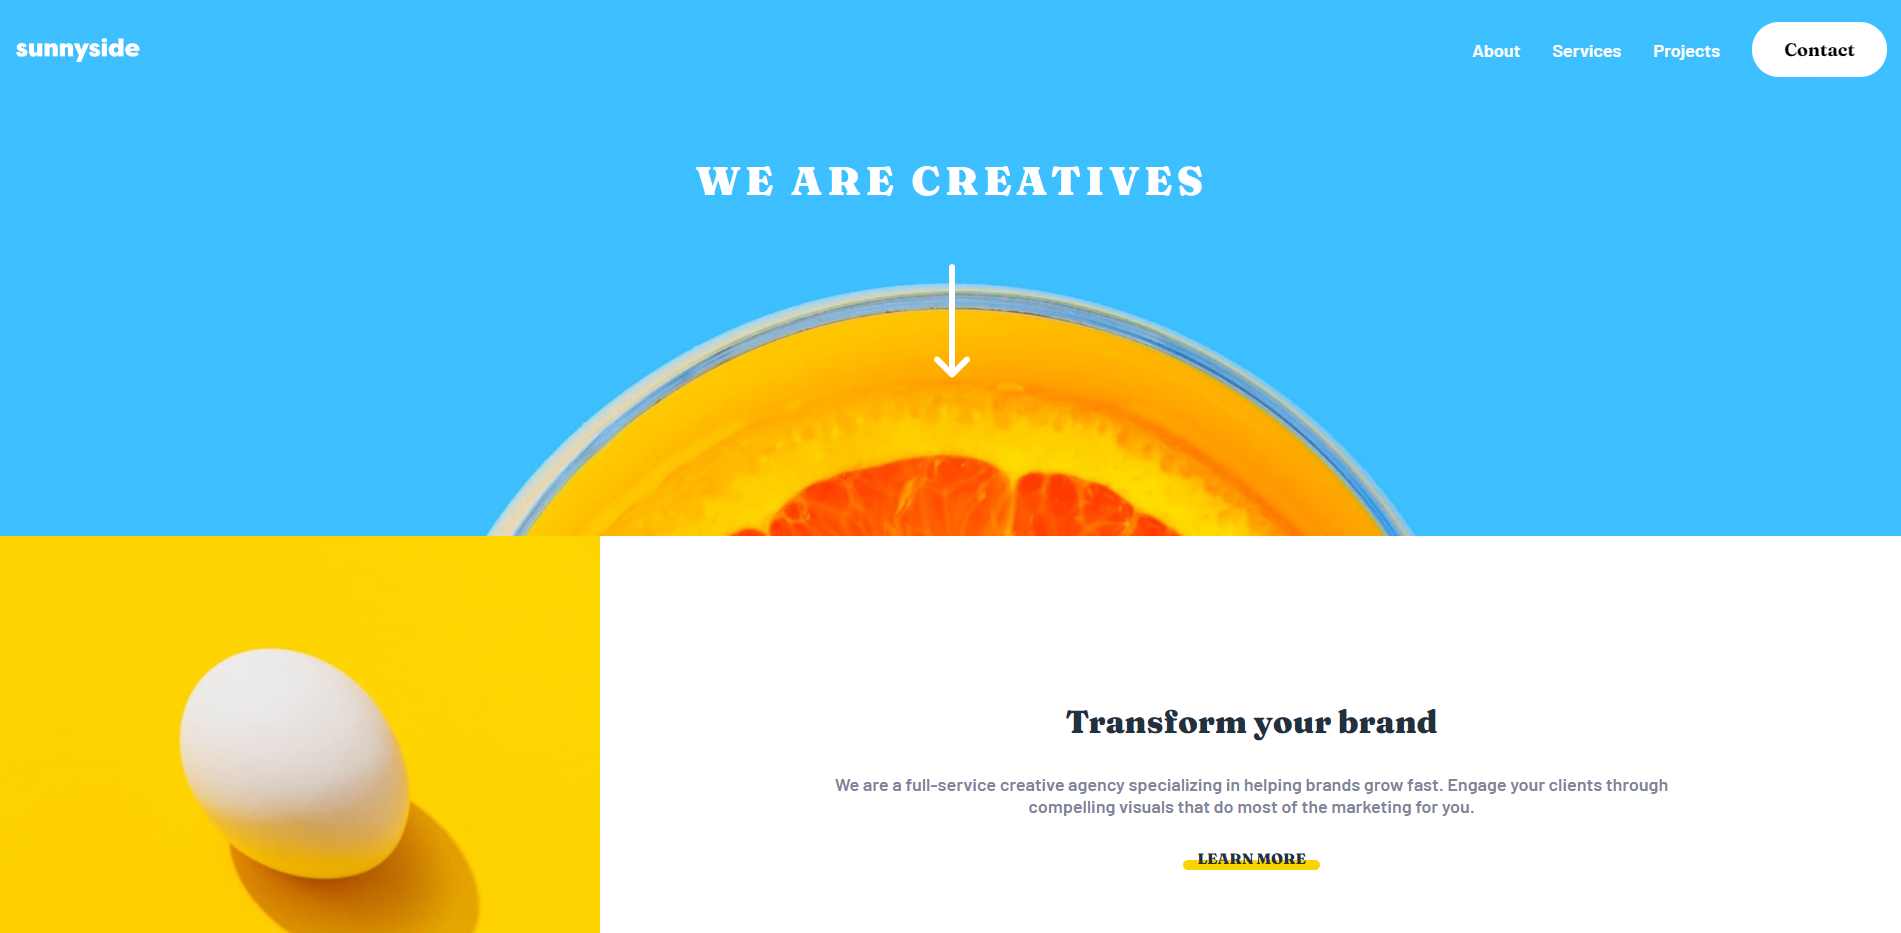 sunnyside
About Services Projects Contact
WE ARE CREATIVES
Transform your brand
We are a full-service creative agency specializing in helping brands grow fast. Engage your clients through
compelling visuals that do most of the marketing for you.
LEARN MORE